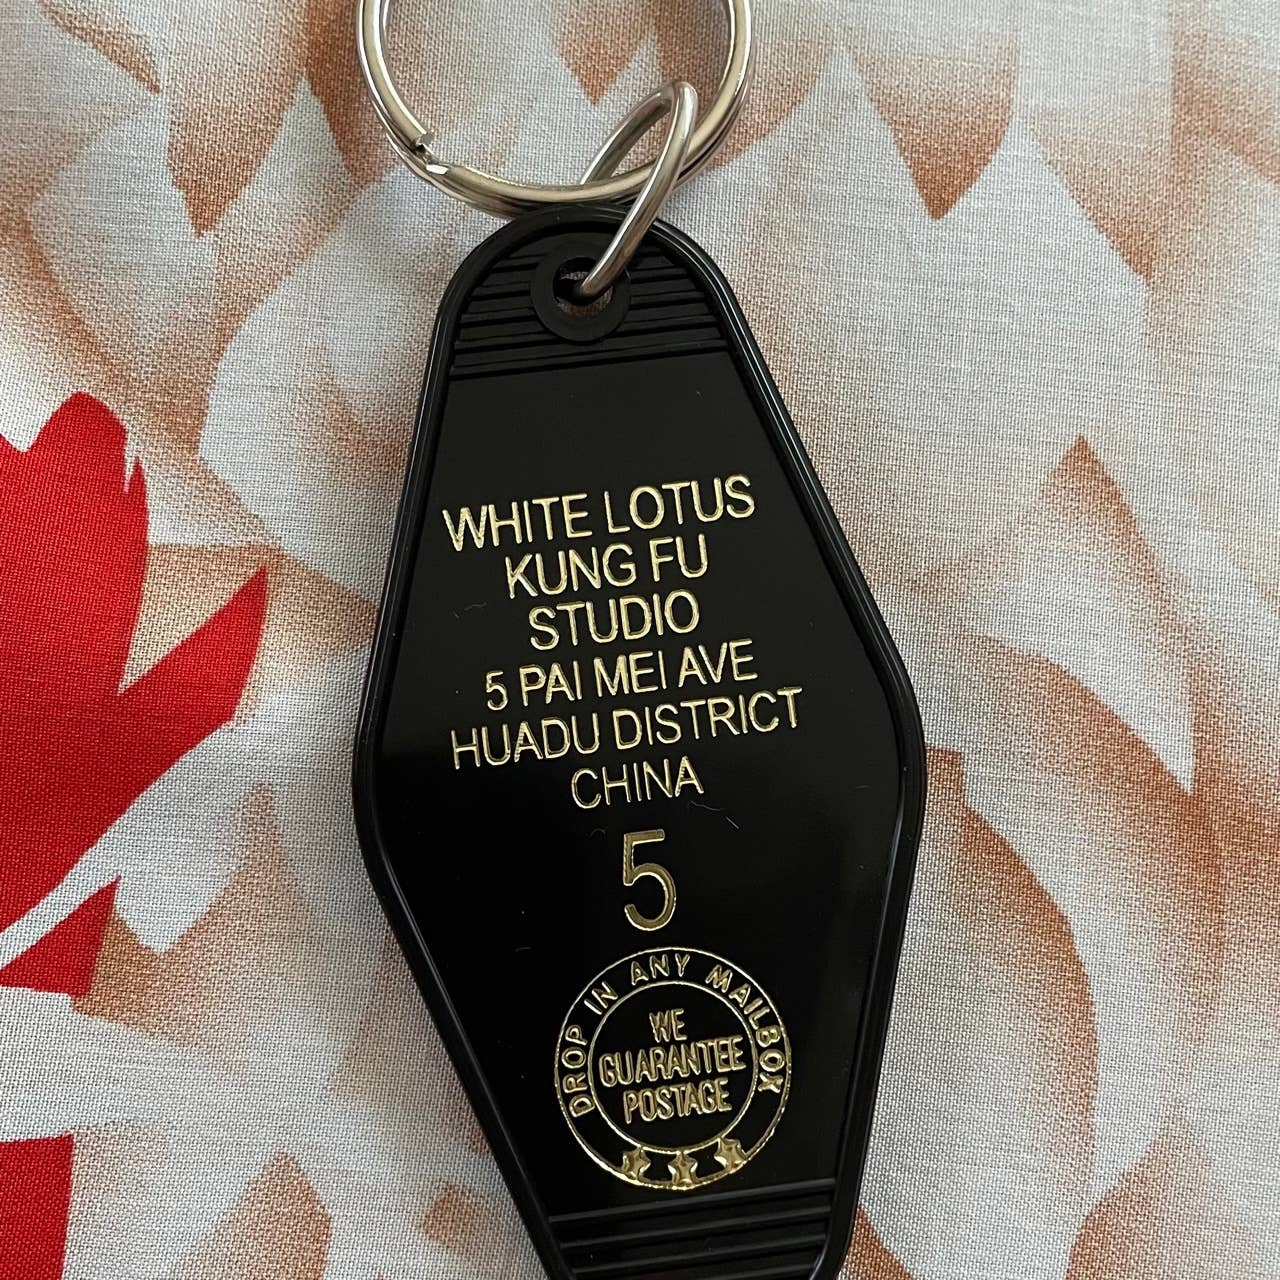 WHITE LOTUS
KUNG FU
STUDIO
5 PAI MEI AVE
HUADU DISTRICT
CHINA
5
DROP IN ANY MAILBOX
WE
GUARANTEE
POSTAGE